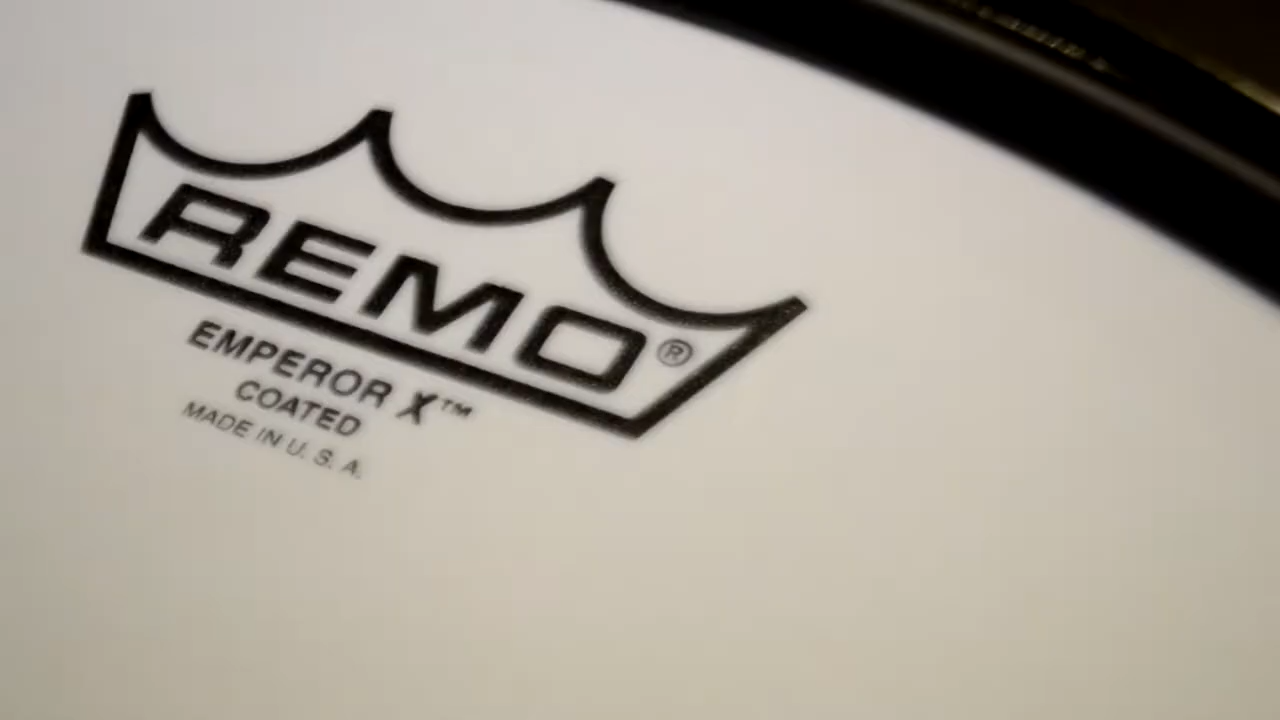 REMO®
EMPEROR X™
COATED
MADE IN U. S. A.